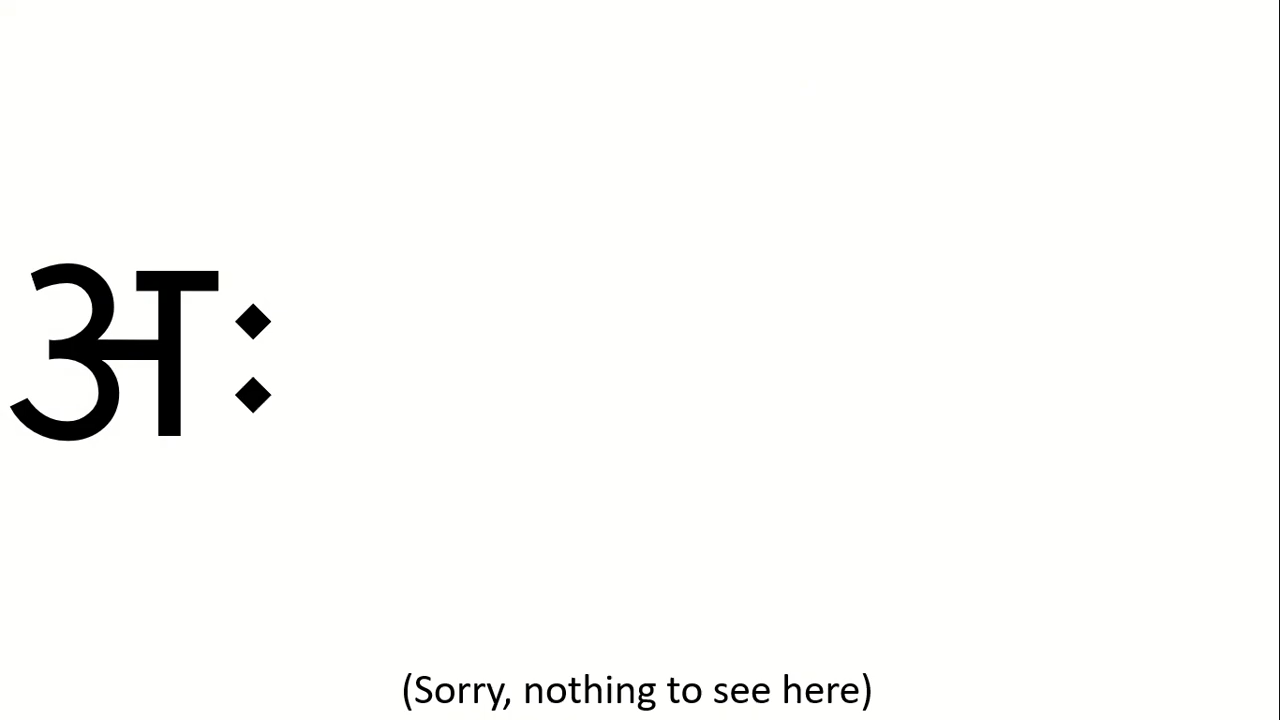 अः
(Sorry, nothing to see here)